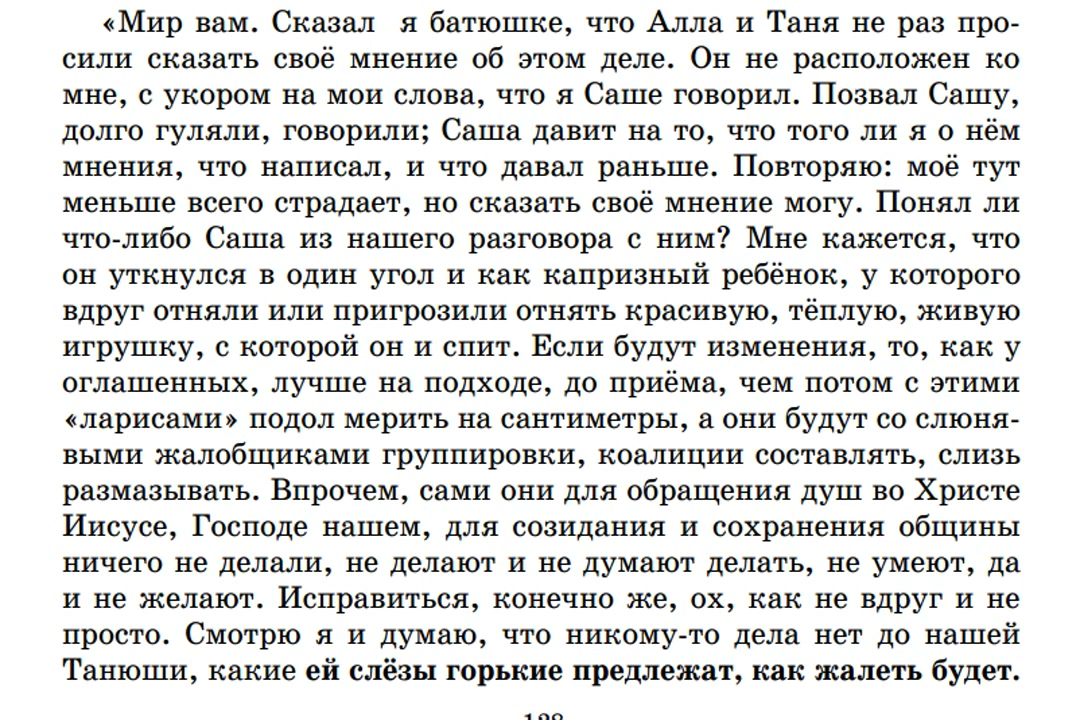 «Мир вам. Сказал я батюшке, что Алла и Таня не раз про-
сили сказать своё мнение об этом деле. Он не расположен ко
мне, с укором на мои слова, что я Саше говорил. Позвал Сашу,
долго гуляли, говорили; Саша давит на то, что того ли я о нём
мнения, что написал, и что давал раньше. Повторяю: моё тут
меньше всего страдает, но сказать своё мнение могу. Понял ли
что-либо Саша из нашего разговора с ним? Мне кажется, что
он уткнулся в один угол и как капризный ребёнок, у которого
вдруг отняли или пригрозили отнять красивую, тёплую, живую
игрушку, с которой он и спит. Если будут изменения, то, как у
оглашенных, лучше на подходе, до приёма, чем потом с этими
«ларисами» подол мерить на сантиметры, а они будут со слюня-
выми жалобщиками группировки, коалиции составлять, слизь
размазывать. Впрочем, сами они для обращения душ во Христе
Иисусе, Господе нашем, для созидания и сохранения общины
ничего не делали, не делают и не думают делать, не умеют, да
и не желают. Исправиться, конечно же, ох, как не вдруг и не
просто. Смотрю я и думаю, что никому-то дела нет до нашей
Танюши, какие ей слёзы горькие предлежат, как жалеть будет.